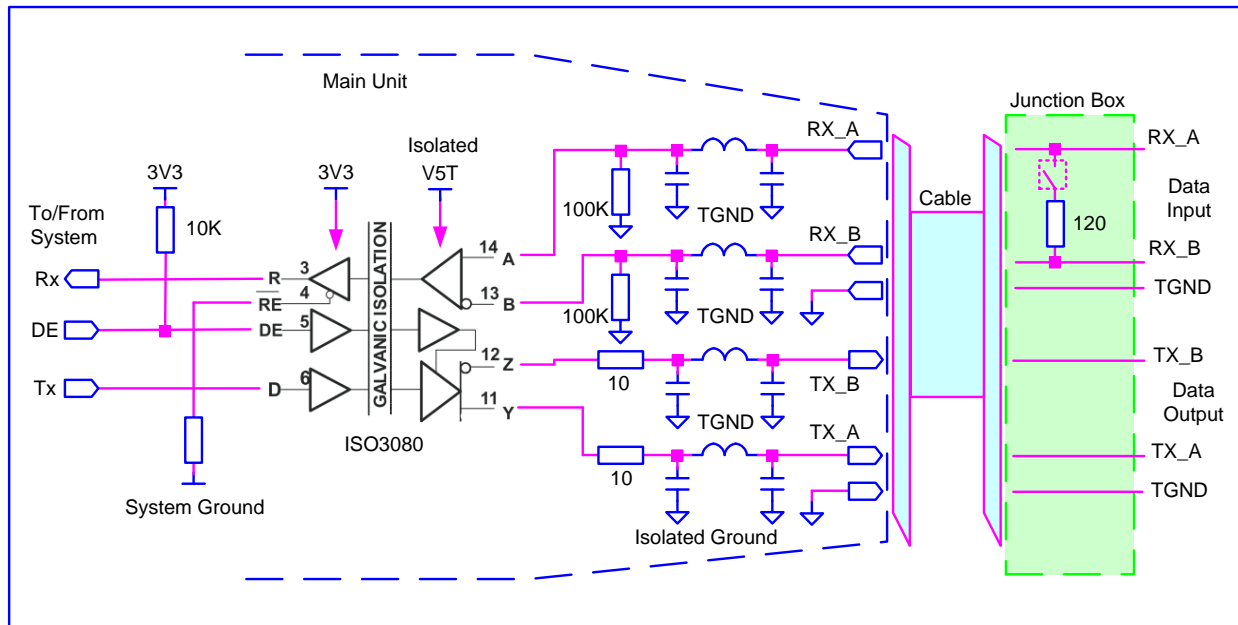 Main Unit
Junction Box
Isolated
V5T
3V3
3V3
RX_A
RX_A
To/From
System
10K
100K
TGND
Cable
Data
Input
120
14
A
RX_B
RX_B
Rx
R
3
4
RE
GALVANIC ISOLATION
13
B
TGND
100K
TGND
DE
DE
5
12
Z
TX_B
10
TX_B
Tx
D
6
11
Y
Data
Output
ISO3080
TGND
TX_A
TX_A
10
TGND
System Ground
Isolated Ground